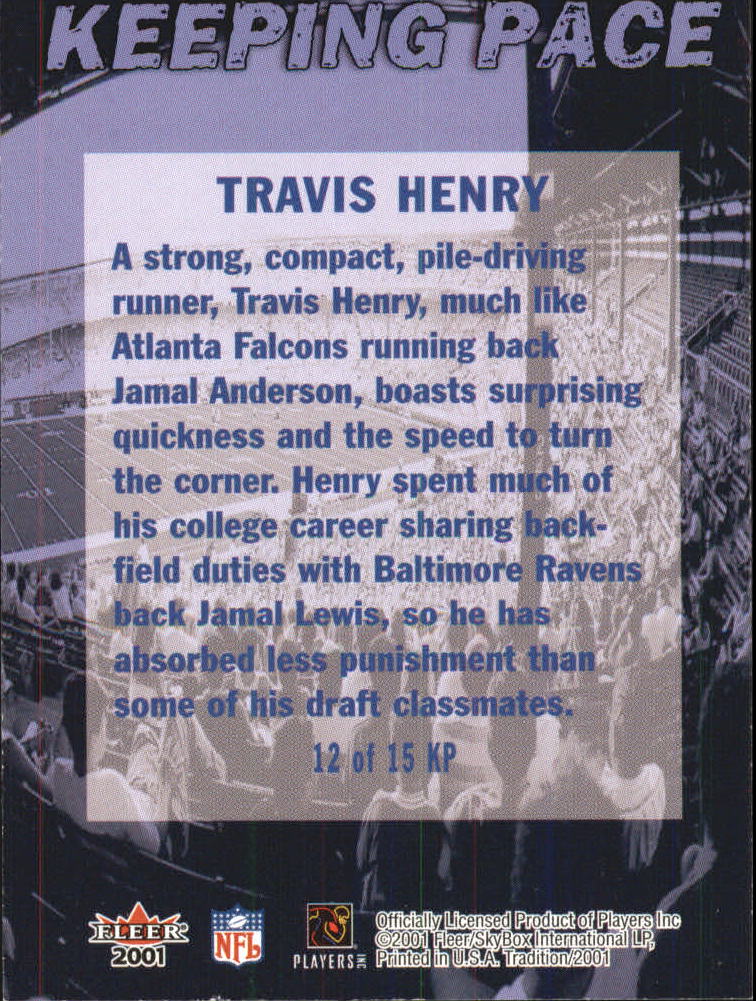 KEEPING PACE
TRAVIS HENRY
A strong, compact, pile-driving
runner, Travis Henry, much like
Atlanta Falcons running back
Jamal Anderson, boasts surprising
quickness and the speed to turn
the corner. Henry spent much of
his college career sharing back-
field duties with Baltimore Ravens
back Jamal Lewis, so he has
absorbed less punishment than
some of his draft classmates.
12 of 15 KP
FLEER
2001
NFL
PLAYERS INC
Officially Licensed Product of Players Inc
©2001 Fleer/SkyBox International LP,
Printed in U.S.A. Tradition/2001